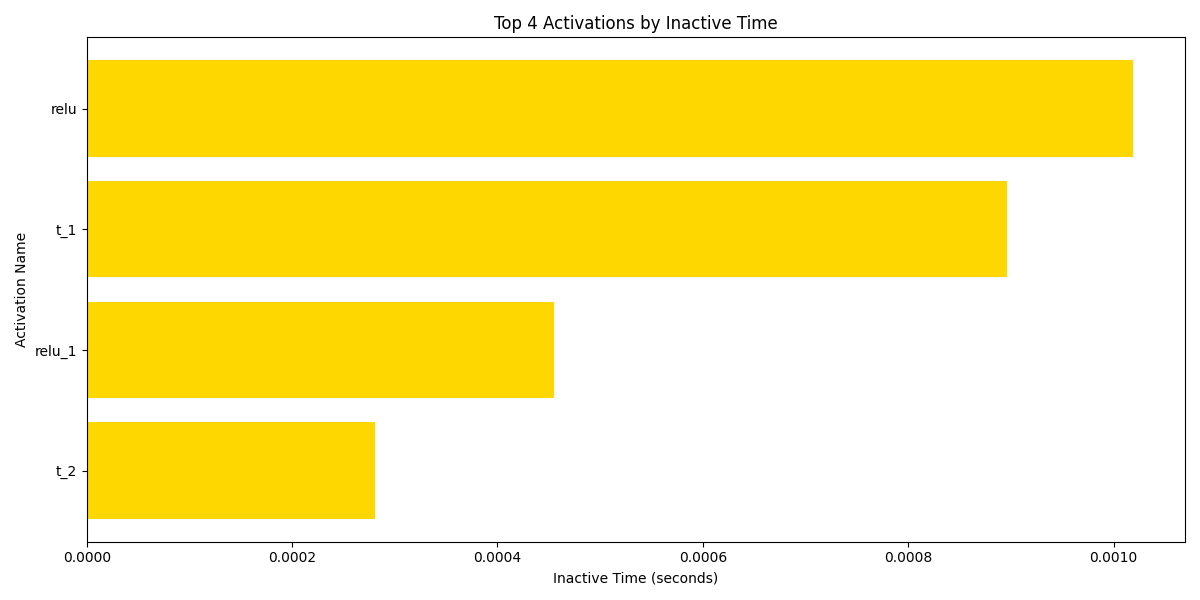 Top 4 Activations by Inactive Time
Activation Name
relu
t_1
relu_1
t_2
0.0000 0.0002 0.0004 0.0006 0.0008 0.0010
Inactive Time (seconds)